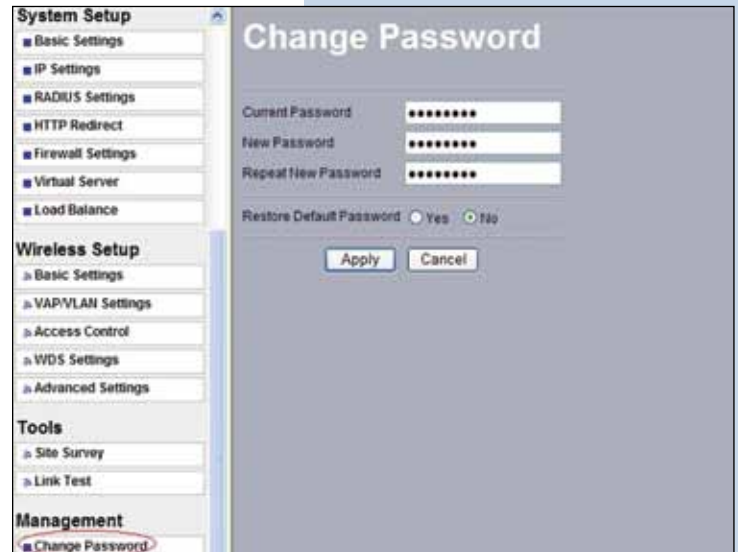 System Setup
Basic Settings
IP Settings
RADIUS Settings
HTTP Redirect
Firewall Settings
Virtual Server
Load Balance
Wireless Setup
Basic Settings
VAP/VLAN Settings
Access Control
WDS Settings
Advanced Settings
Tools
Site Survey
Link Test
Management
Change Password
Change Password
Current Password
New Password
Repeat New Password
Restore Default Password Yes No
Apply Cancel